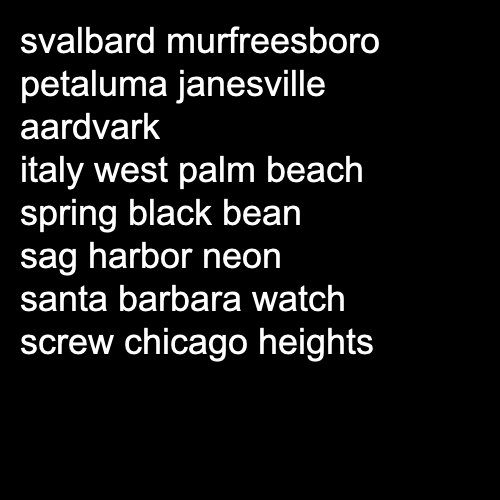 svalbard murfreesboro
petaluma janesville
aardvark
italy west palm beach
spring black bean
sag harbor neon
santa barbara watch
screw chicago heights